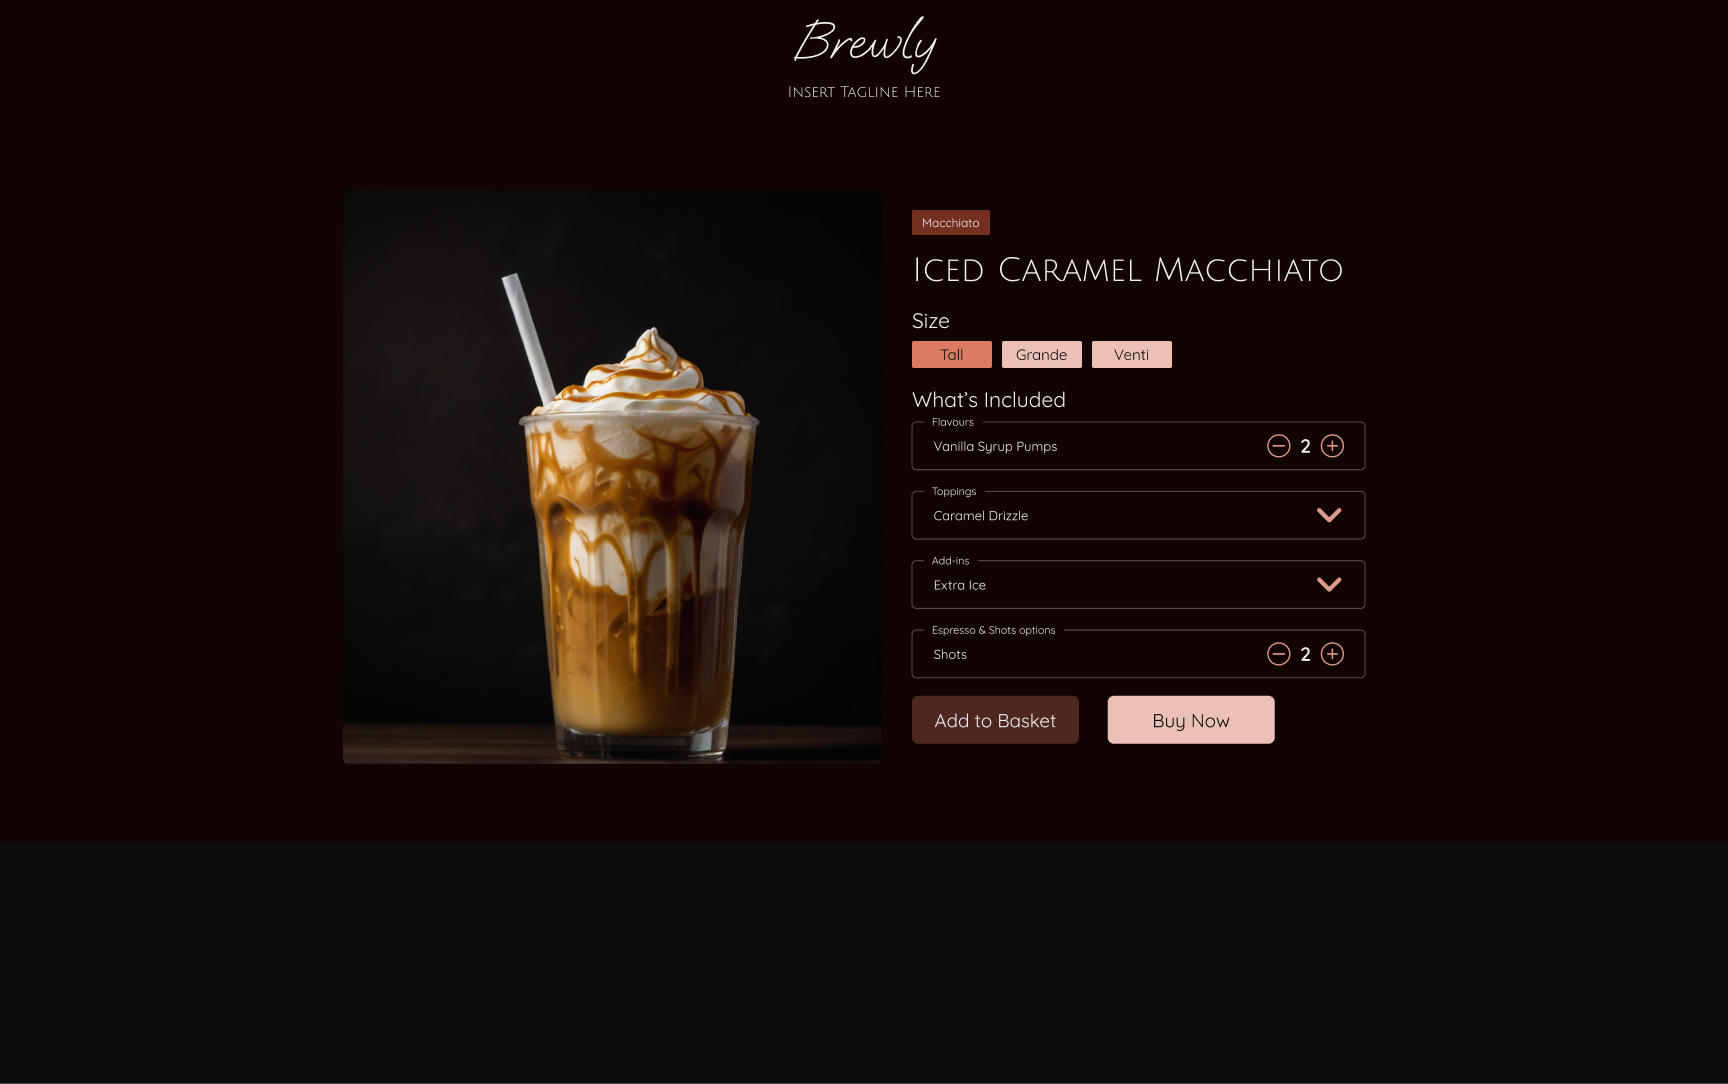 Brewly
Insert Tagline Here
Macchiato
Iced Caramel Macchiato
Size
Tall
Grande
Venti
What's Included
Flavours
Vanilla Syrup Pumps
2
Toppings
Caramel Drizzle
Add-ins
Extra Ice
Espresso & Shots options
Shots
2
Add to Basket
Buy Now